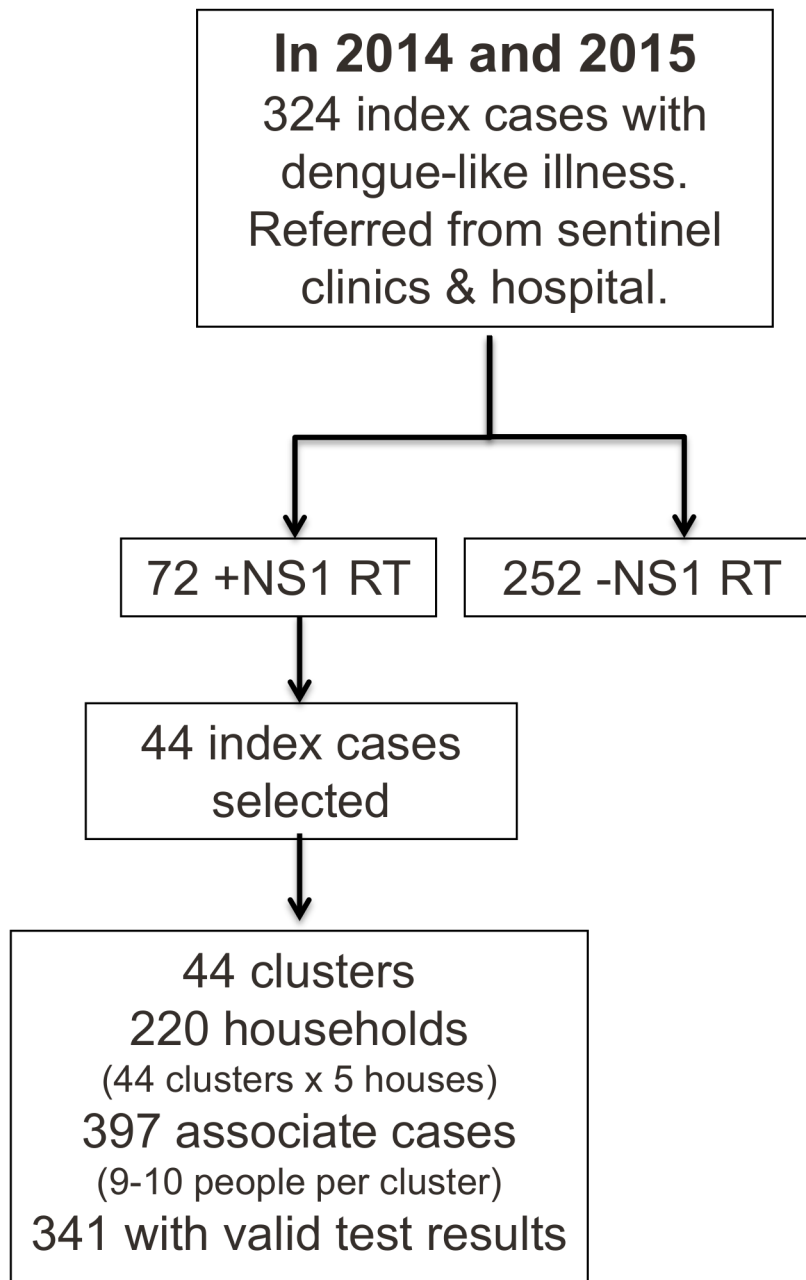 In 2014 and 2015
324 index cases with
dengue-like illness.
Referred from sentinel
clinics & hospital.
72 +NS1 RT
252 -NS1 RT
44 index cases
selected
44 clusters
220 households
(44 clusters x 5 houses)
397 associate cases
(9-10 people per cluster)
341 with valid test results